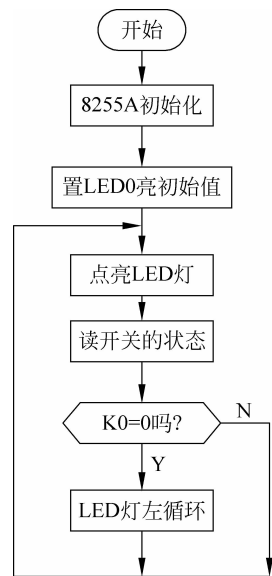 开始
8255A初始化
置LED0亮初始值
点亮LED灯
读开关的状态
K0=0吗?
N
Y
LED灯左循环